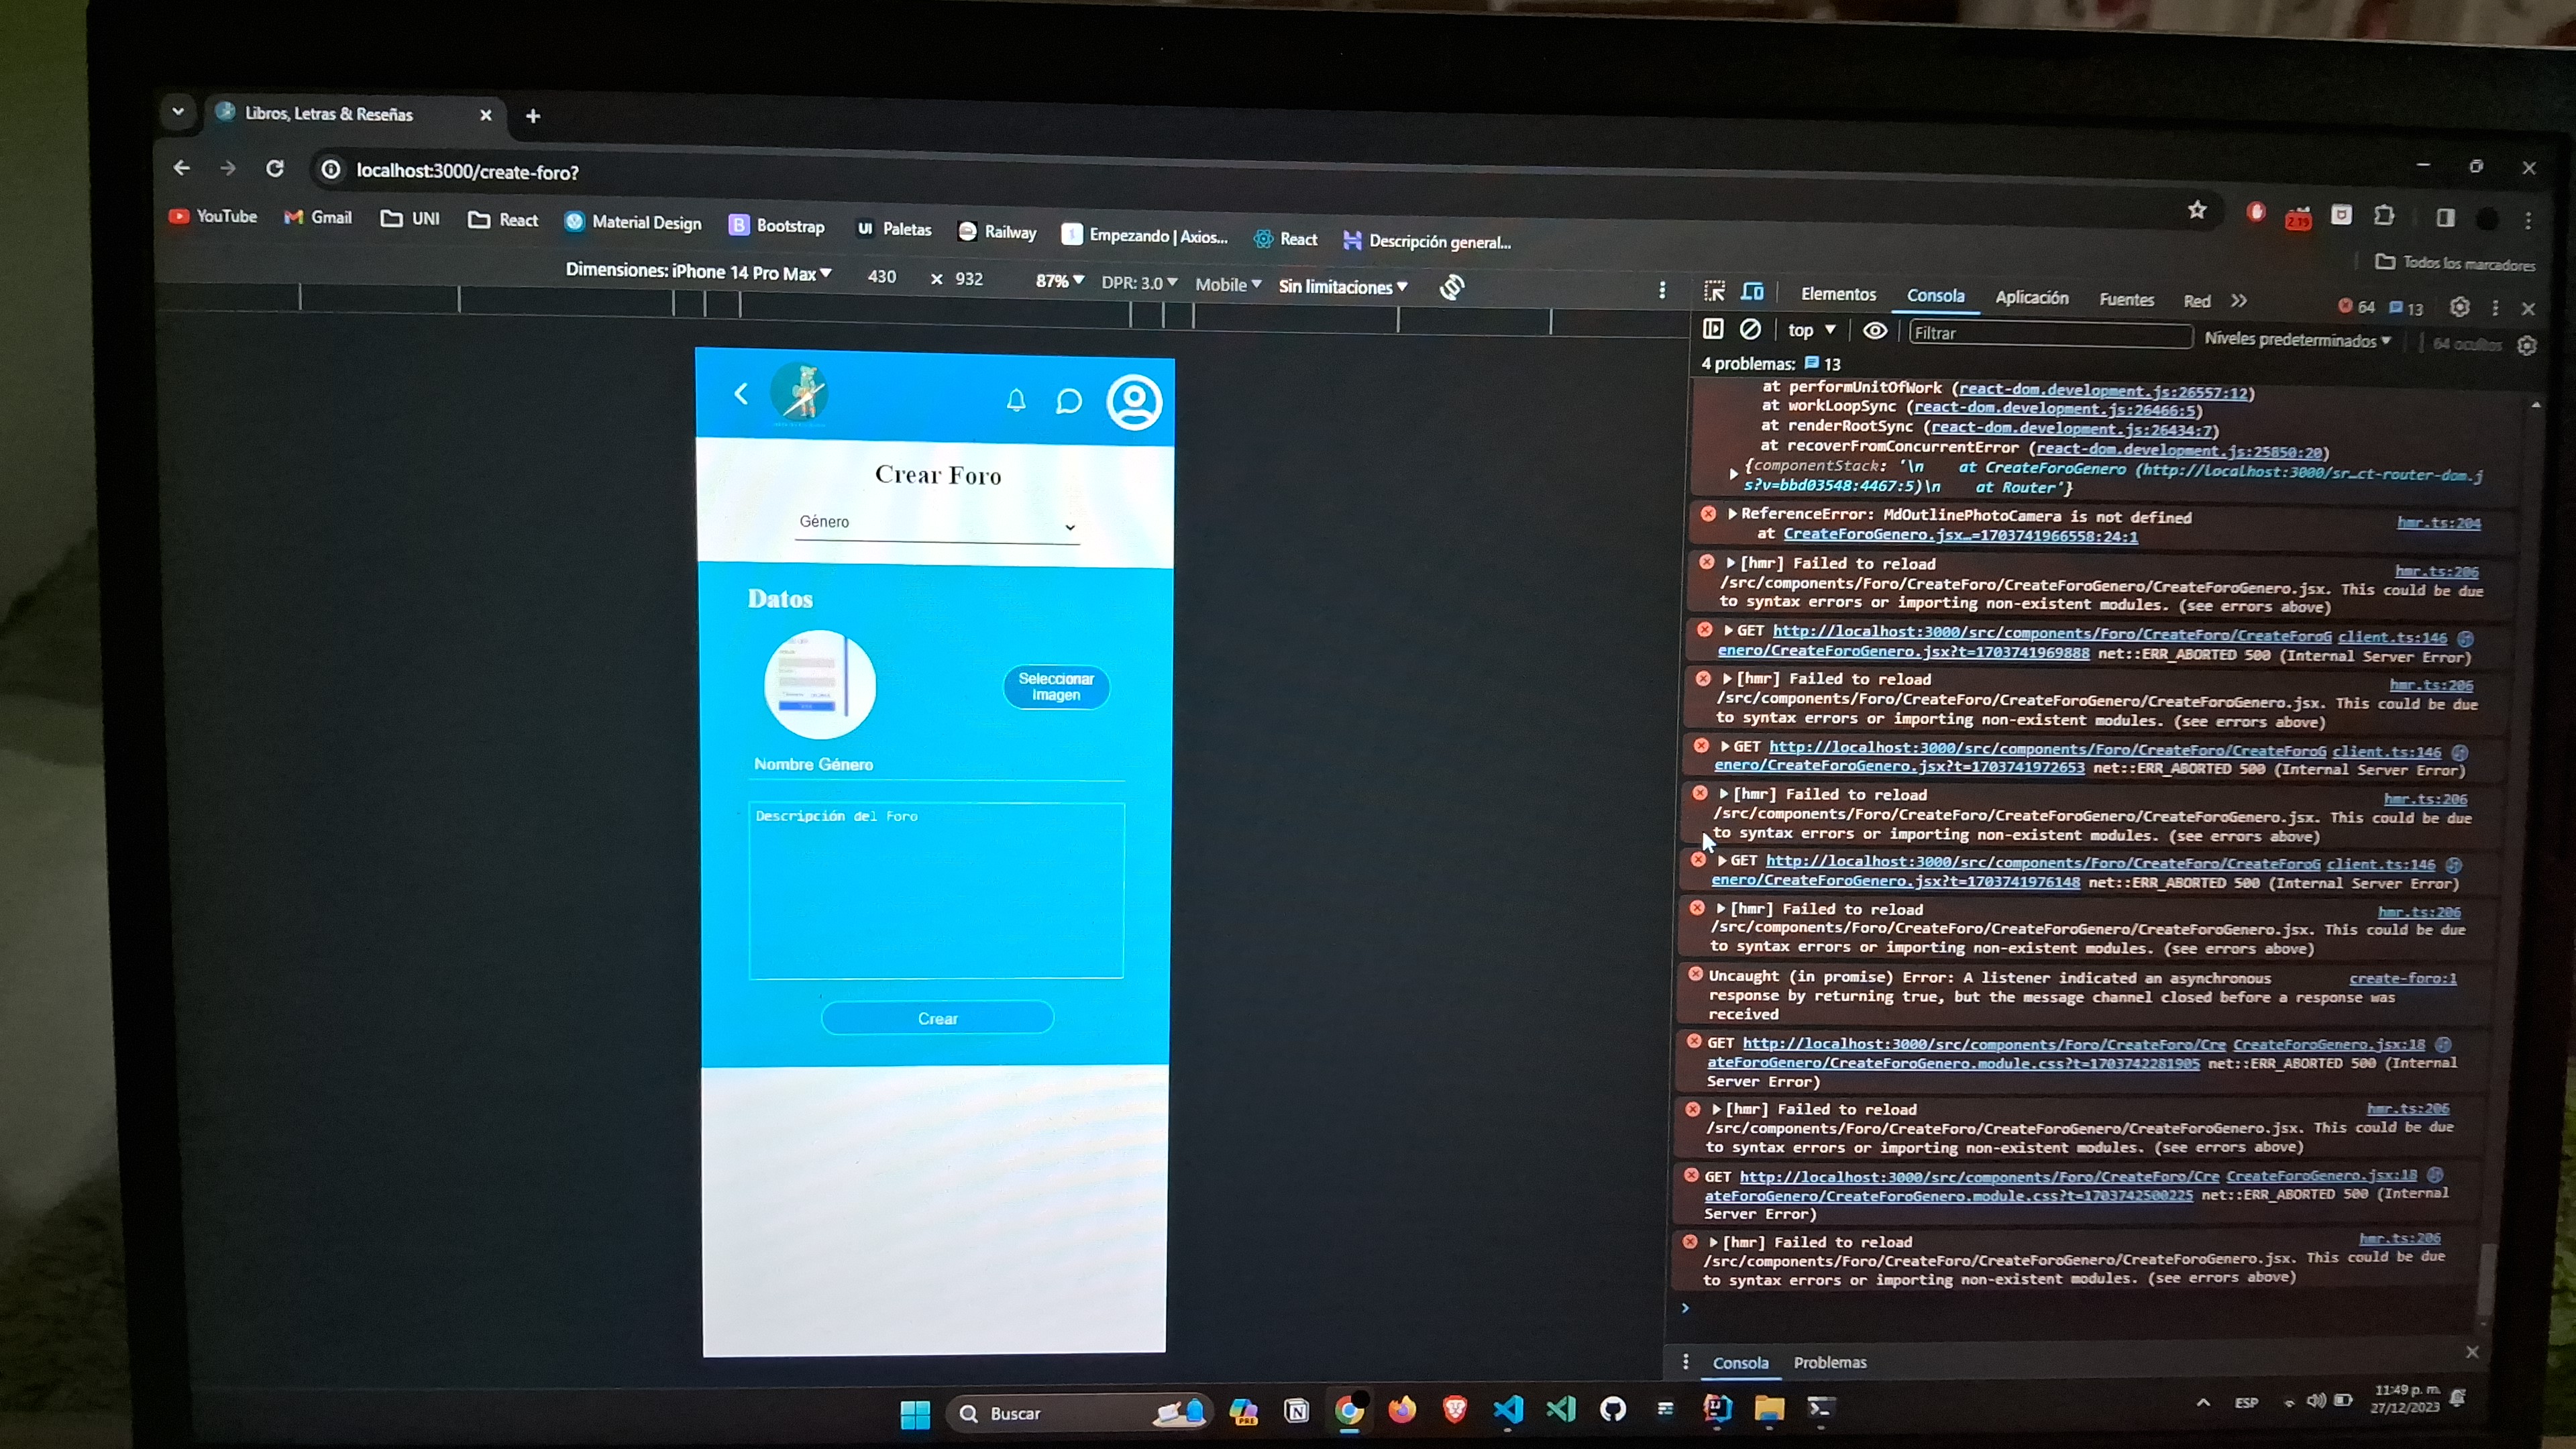 Libros, Letras & Reseñas
localhost:3000/create-foro?
YouTube Gmail UNI React Material Design Bootstrap UI Paletas Railway Empezando | Axios... React Descripción general...
2.19
Todos los marcadores
Dimensiones: iPhone 14 Pro Max 430 × 932 87% DPR: 3.0 Mobile Sin limitaciones
Elementos Consola Aplicación Fuentes Red 64 13
top Filtrar Niveles predeterminados 64 ocultos
4 problemas: 13
Crear Foro
Género
Datos
Seleccionar
Imagen
Nombre Género
Descripción del Foro
Crear
at performUnitOfWork (react-dom.development.js:26557:12)
at workLoopSync (react-dom.development.js:26466:5)
at renderRootSync (react-dom.development.js:26434:7)
at recoverFromConcurrentError (react-dom.development.js:25850:20)
{componentStack: '\n    at CreateForoGenero (http://localhost:3000/sr…ct-router-dom.j
s?v=bbd03548:4467:5)\n    at Router'}
ReferenceError: MdOutlinePhotoCamera is not defined hmr.ts:204
at CreateForoGenero.jsx…=1703741966558:24:1
[hmr] Failed to reload hmr.ts:206
/src/components/Foro/CreateForo/CreateForoGenero/CreateForoGenero.jsx. This could be due
to syntax errors or importing non-existent modules. (see errors above)
GET http://localhost:3000/src/components/Foro/CreateForo/CreateForoG client.ts:146
enero/CreateForoGenero.jsx?t=1703741969888 net::ERR_ABORTED 500 (Internal Server Error)
[hmr] Failed to reload hmr.ts:206
/src/components/Foro/CreateForo/CreateForoGenero/CreateForoGenero.jsx. This could be due
to syntax errors or importing non-existent modules. (see errors above)
GET http://localhost:3000/src/components/Foro/CreateForo/CreateForoG client.ts:146
enero/CreateForoGenero.jsx?t=1703741972653 net::ERR_ABORTED 500 (Internal Server Error)
[hmr] Failed to reload hmr.ts:206
/src/components/Foro/CreateForo/CreateForoGenero/CreateForoGenero.jsx. This could be due
to syntax errors or importing non-existent modules. (see errors above)
GET http://localhost:3000/src/components/Foro/CreateForo/CreateForoG client.ts:146
enero/CreateForoGenero.jsx?t=1703741976148 net::ERR_ABORTED 500 (Internal Server Error)
[hmr] Failed to reload hmr.ts:206
/src/components/Foro/CreateForo/CreateForoGenero/CreateForoGenero.jsx. This could be due
to syntax errors or importing non-existent modules. (see errors above)
Uncaught (in promise) Error: A listener indicated an asynchronous create-foro:1
response by returning true, but the message channel closed before a response was
received
GET http://localhost:3000/src/components/Foro/CreateForo/Cre CreateForoGenero.jsx:18
ateForoGenero/CreateForoGenero.module.css?t=1703742281905 net::ERR_ABORTED 500 (Internal
Server Error)
[hmr] Failed to reload hmr.ts:206
/src/components/Foro/CreateForo/CreateForoGenero/CreateForoGenero.jsx. This could be due
to syntax errors or importing non-existent modules. (see errors above)
GET http://localhost:3000/src/components/Foro/CreateForo/Cre CreateForoGenero.jsx:18
ateForoGenero/CreateForoGenero.module.css?t=1703742500225 net::ERR_ABORTED 500 (Internal
Server Error)
[hmr] Failed to reload hmr.ts:206
/src/components/Foro/CreateForo/CreateForoGenero/CreateForoGenero.jsx. This could be due
to syntax errors or importing non-existent modules. (see errors above)
Consola Problemas
Buscar PRE ESP 11:49 p. m.
27/12/2023